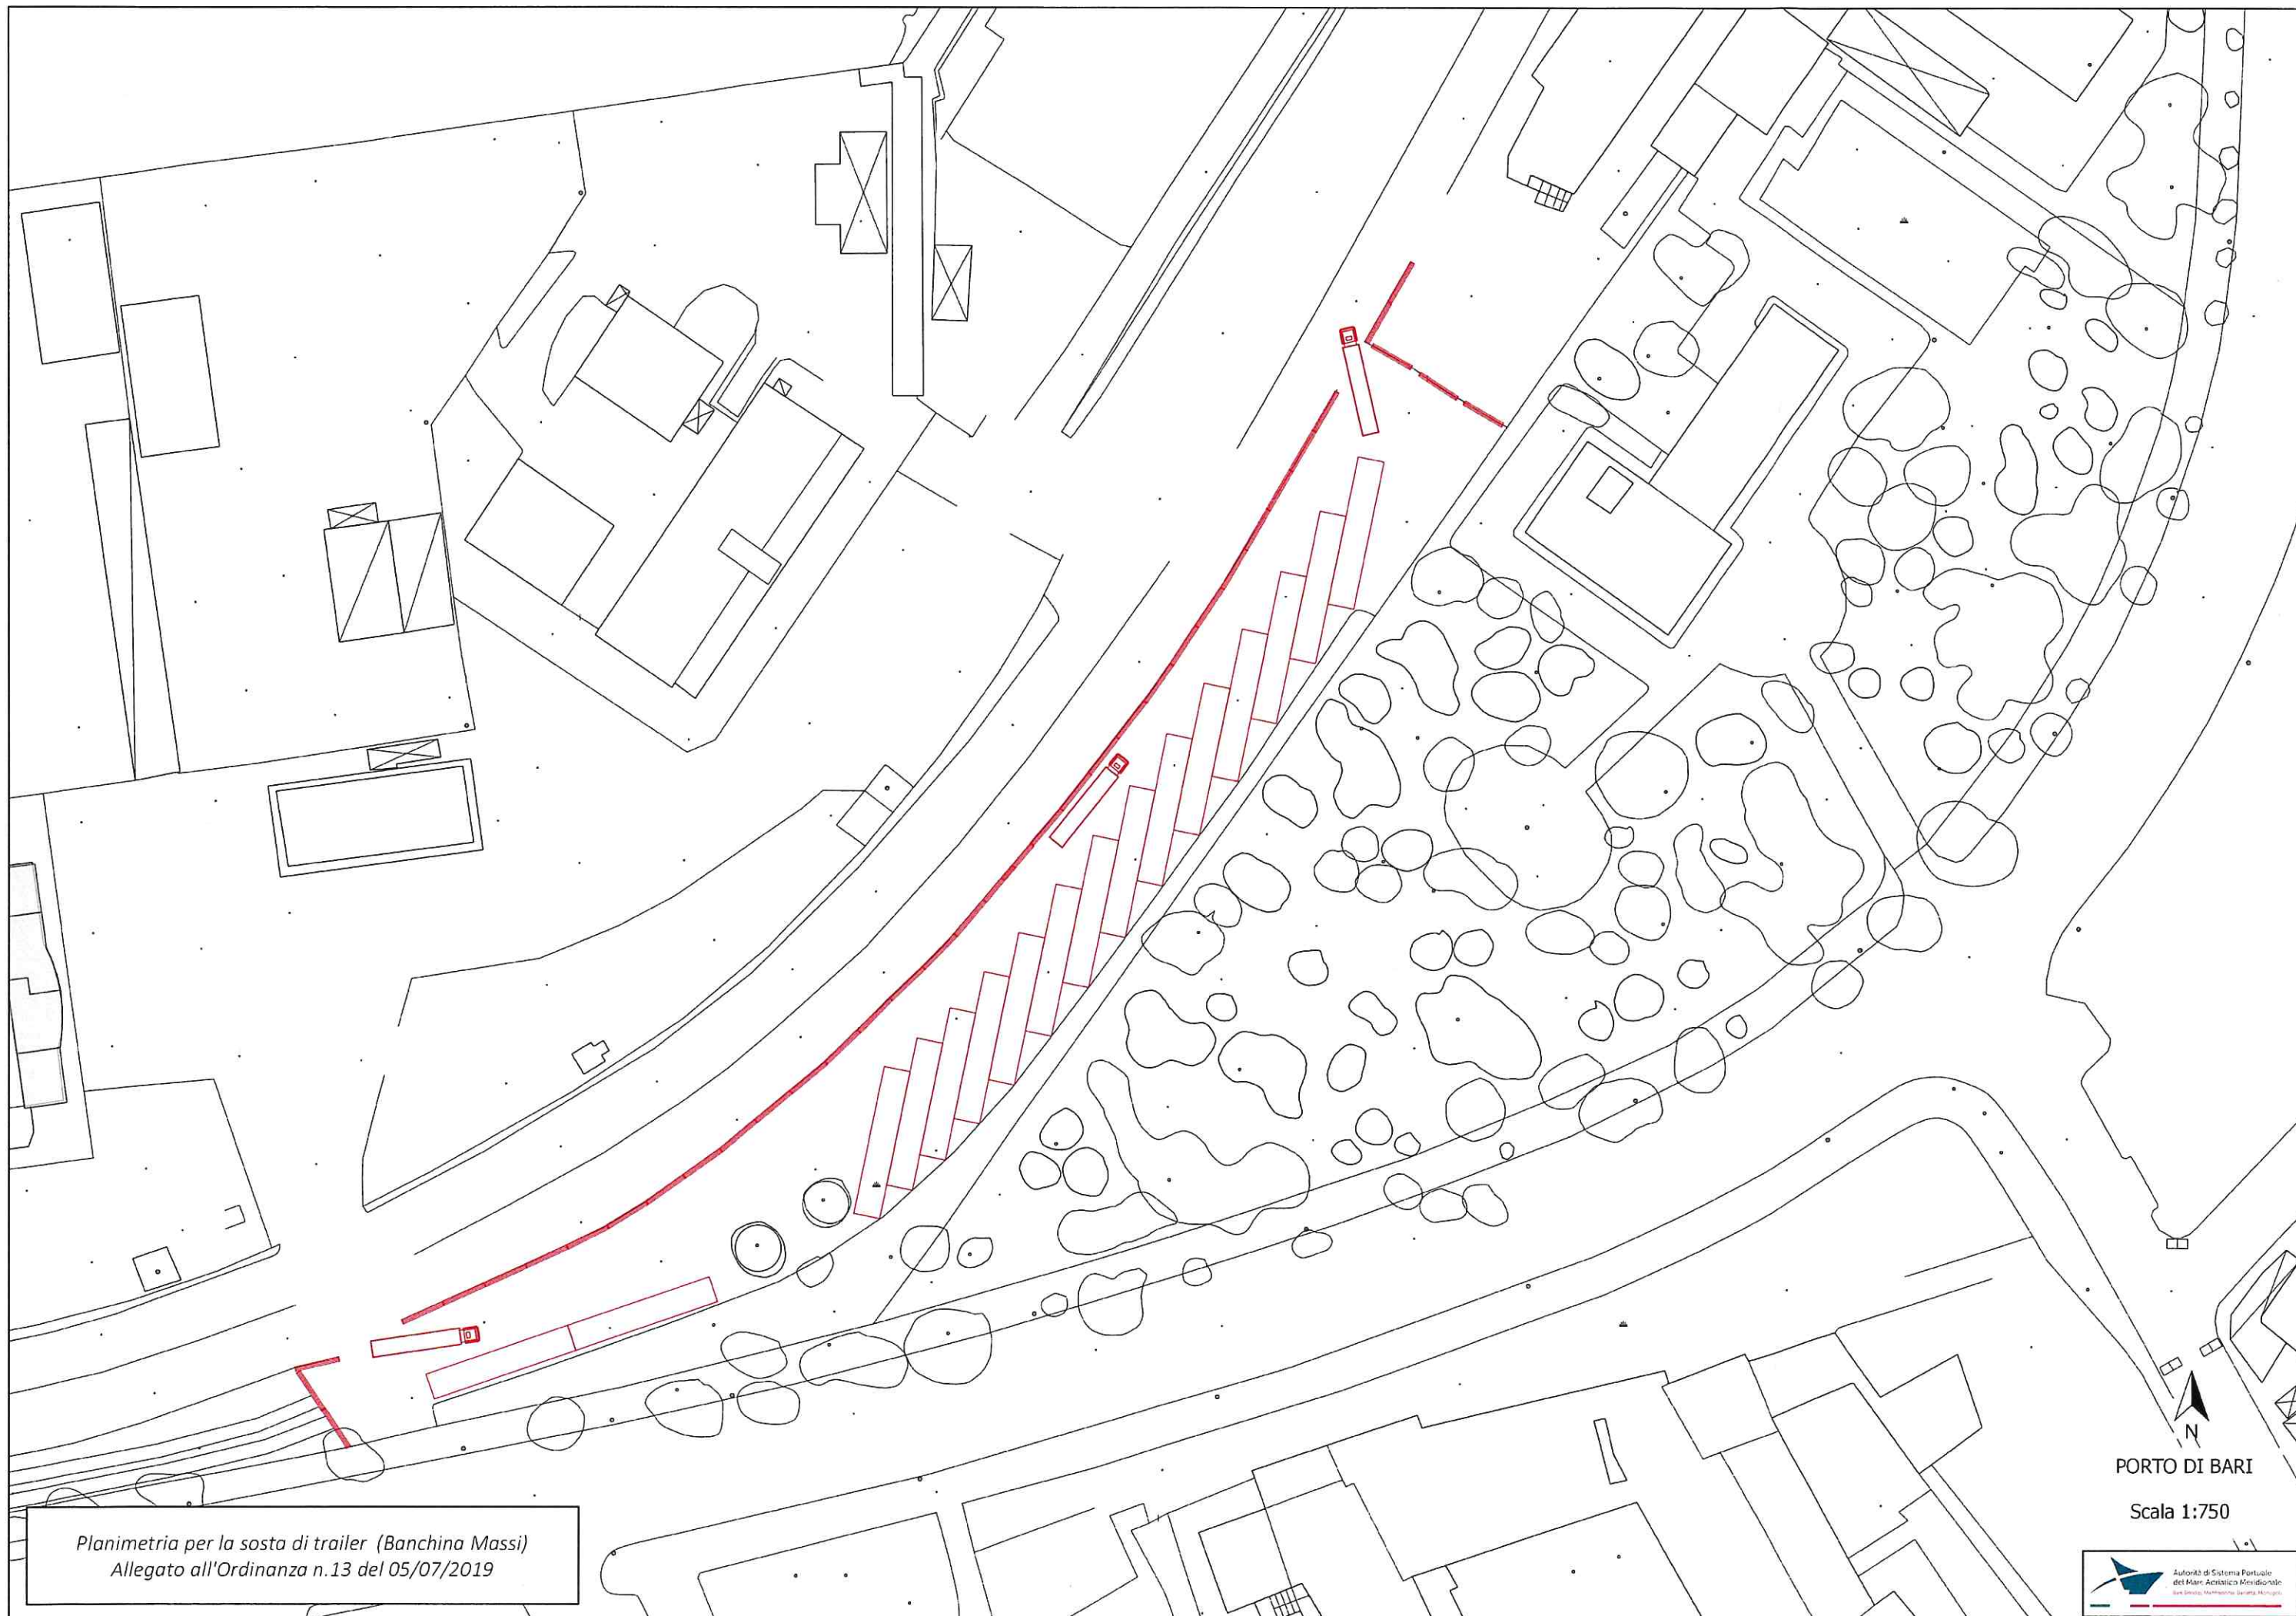 N
PORTO DI BARI
Scala 1:750
Planimetria per la sosta di trailer (Banchina Massi)
Allegato all'Ordinanza n.13 del 05/07/2019
Autorità di Sistema Portuale
del Mare Adriatico Meridionale